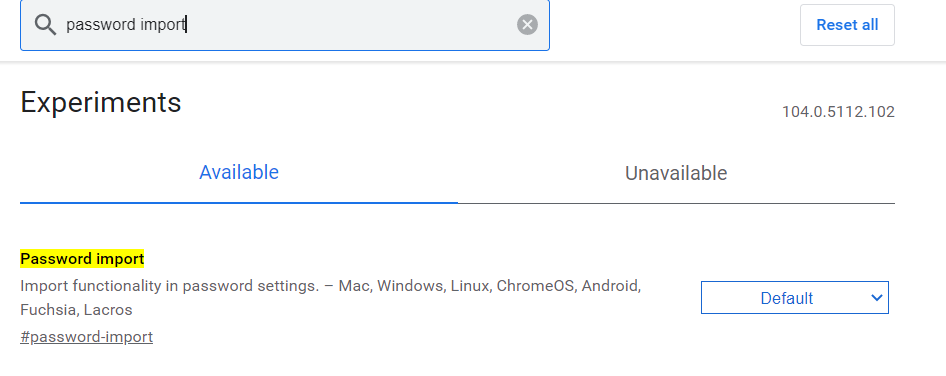 password import
Reset all
Experiments
104.0.5112.102
Available
Unavailable
Password import
Import functionality in password settings. – Mac, Windows, Linux, ChromeOS, Android,
Fuchsia, Lacros
Default
#password-import